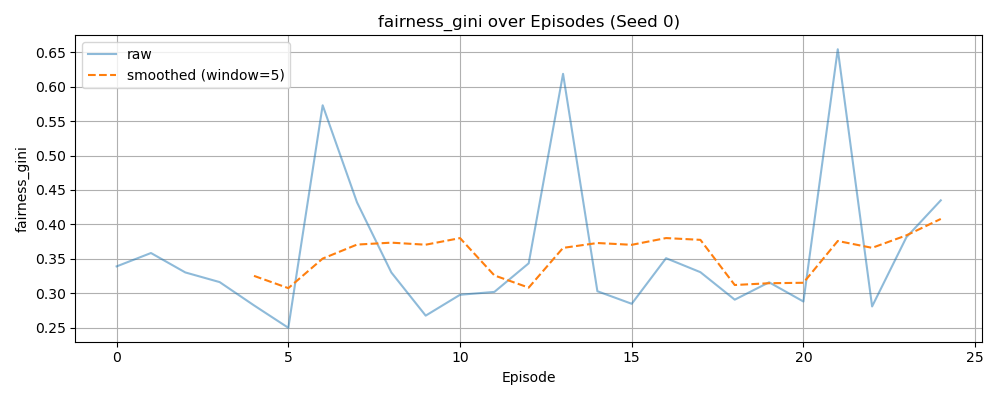 fairness_gini over Episodes (Seed 0)
raw
smoothed (window=5)
fairness_gini
0.65
0.60
0.55
0.50
0.45
0.40
0.35
0.30
0.25
0 5 10 15 20 25
Episode